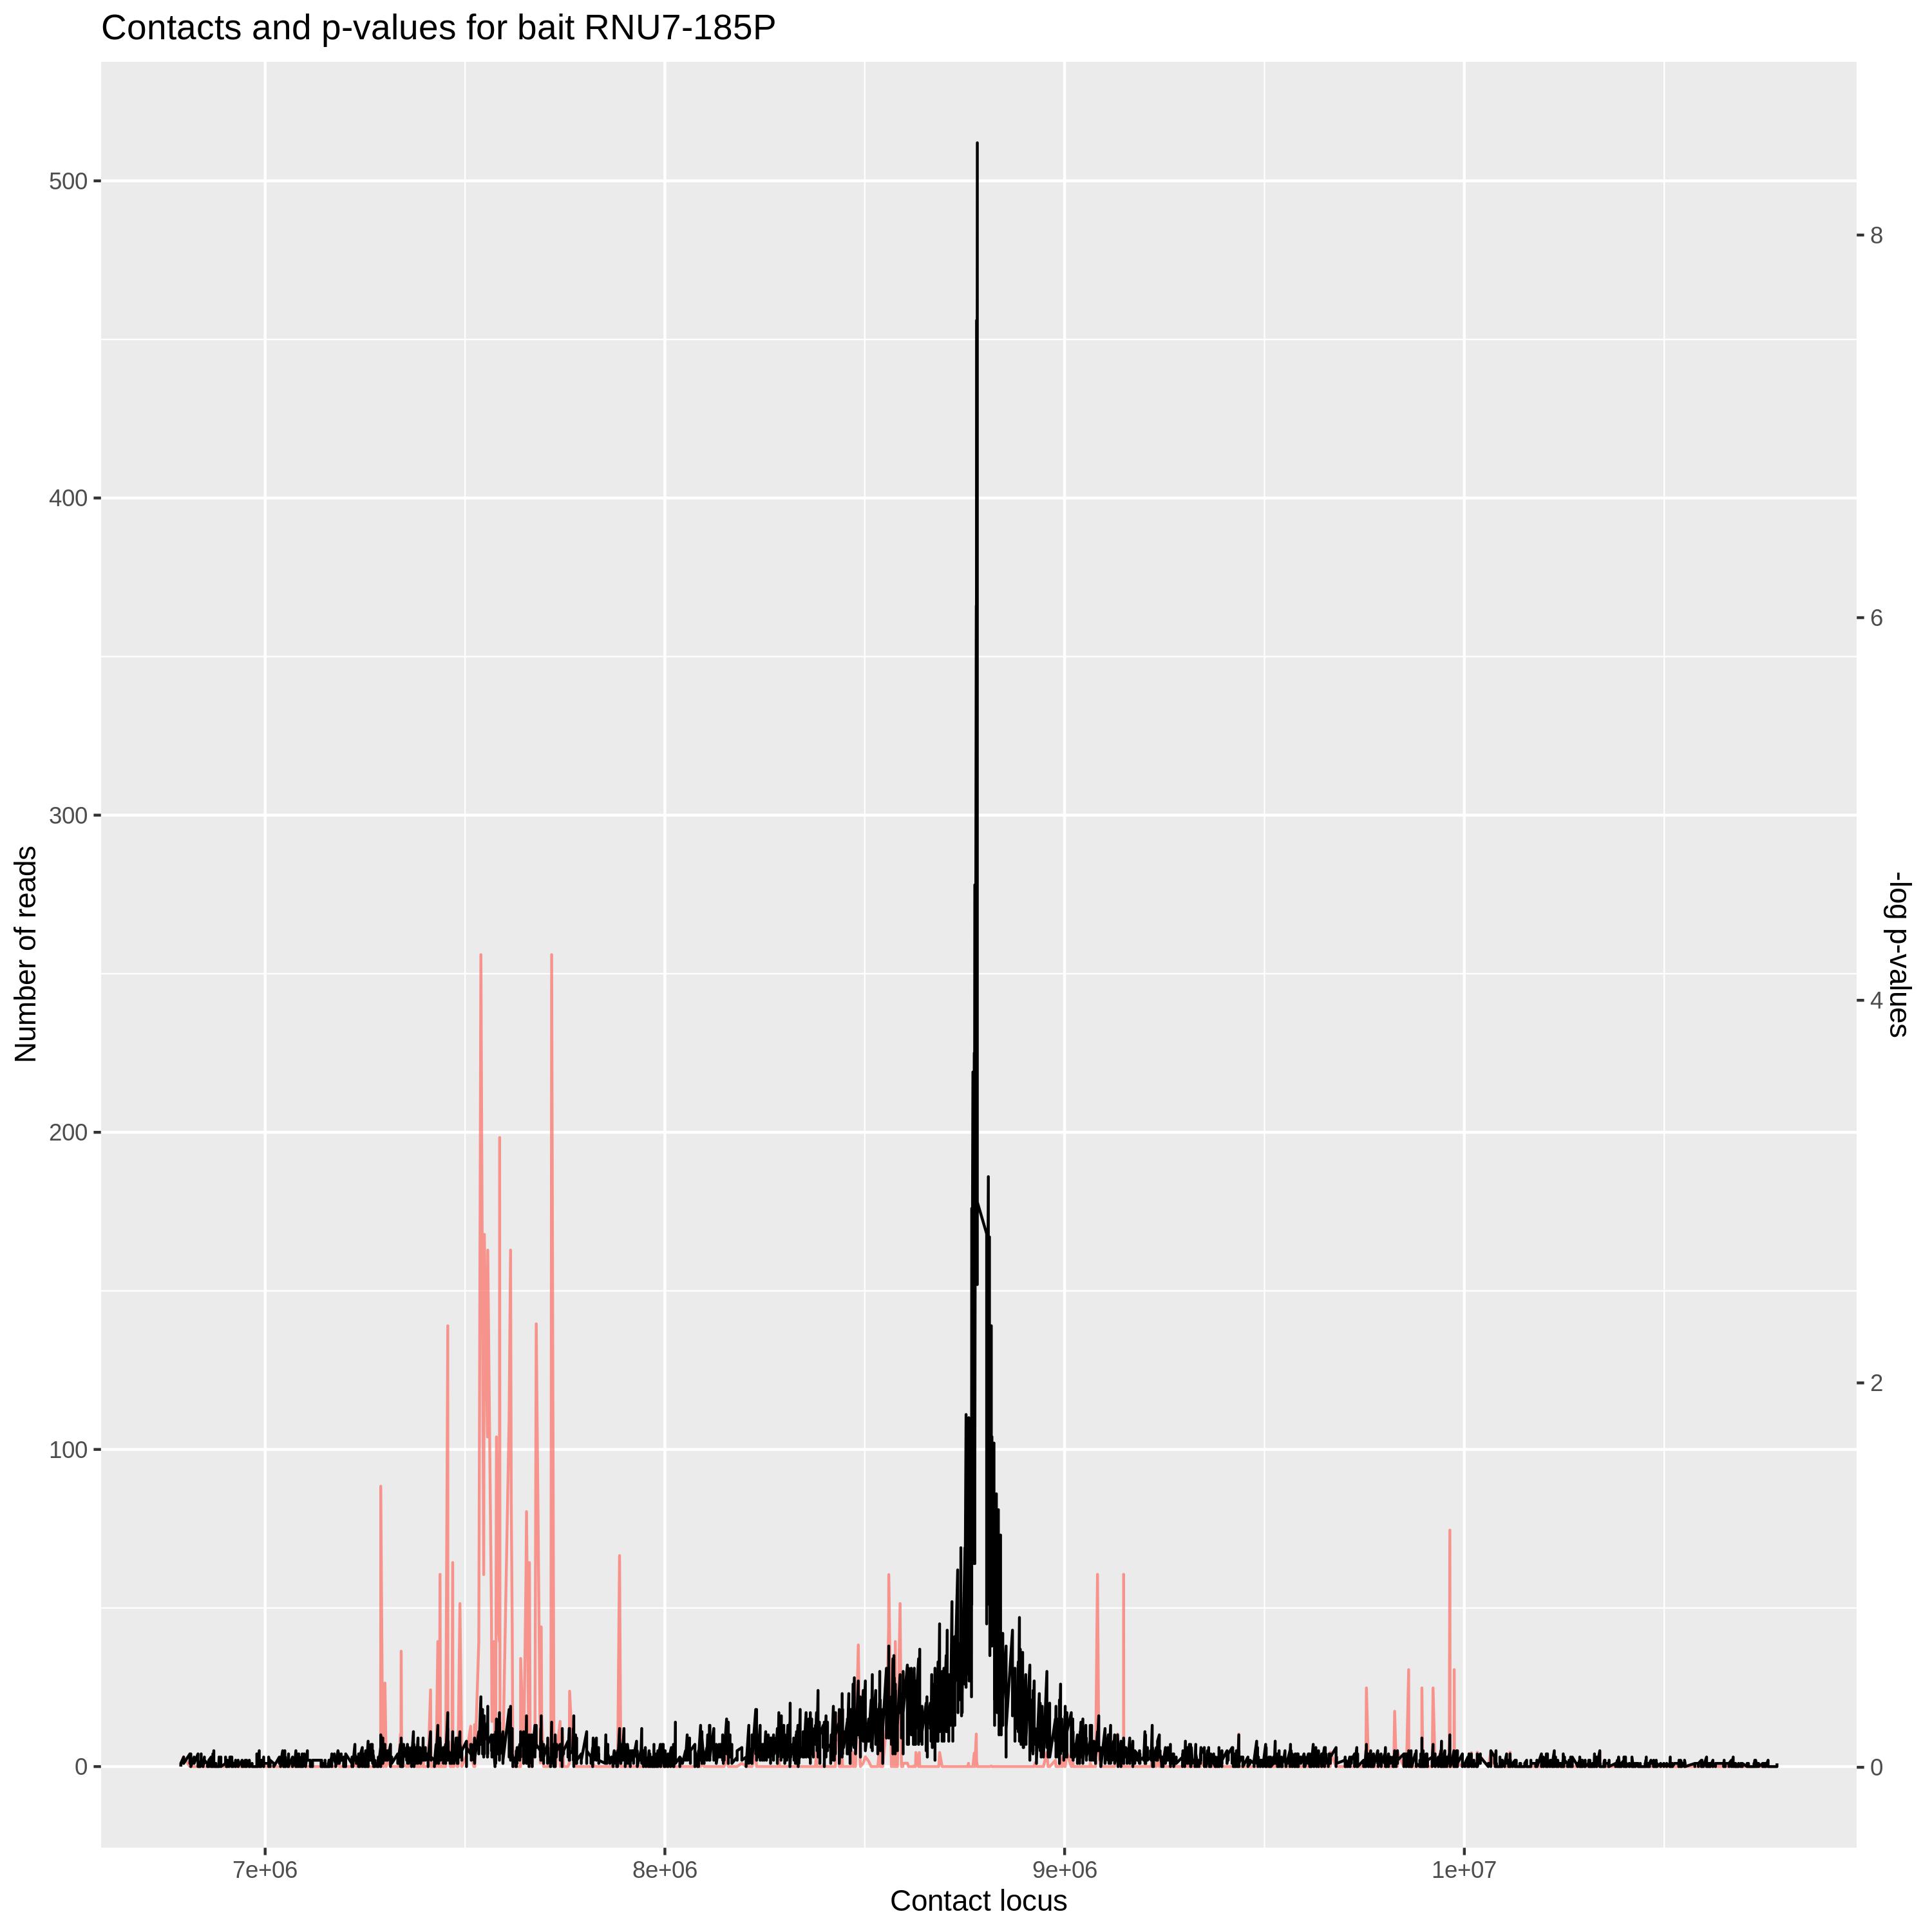 Contacts and p-values for bait RNU7-185P
500
400
300
200
100
0
Number of reads
8
6
4
2
0
-log p-values
7e+06
8e+06
9e+06
1e+07
Contact locus